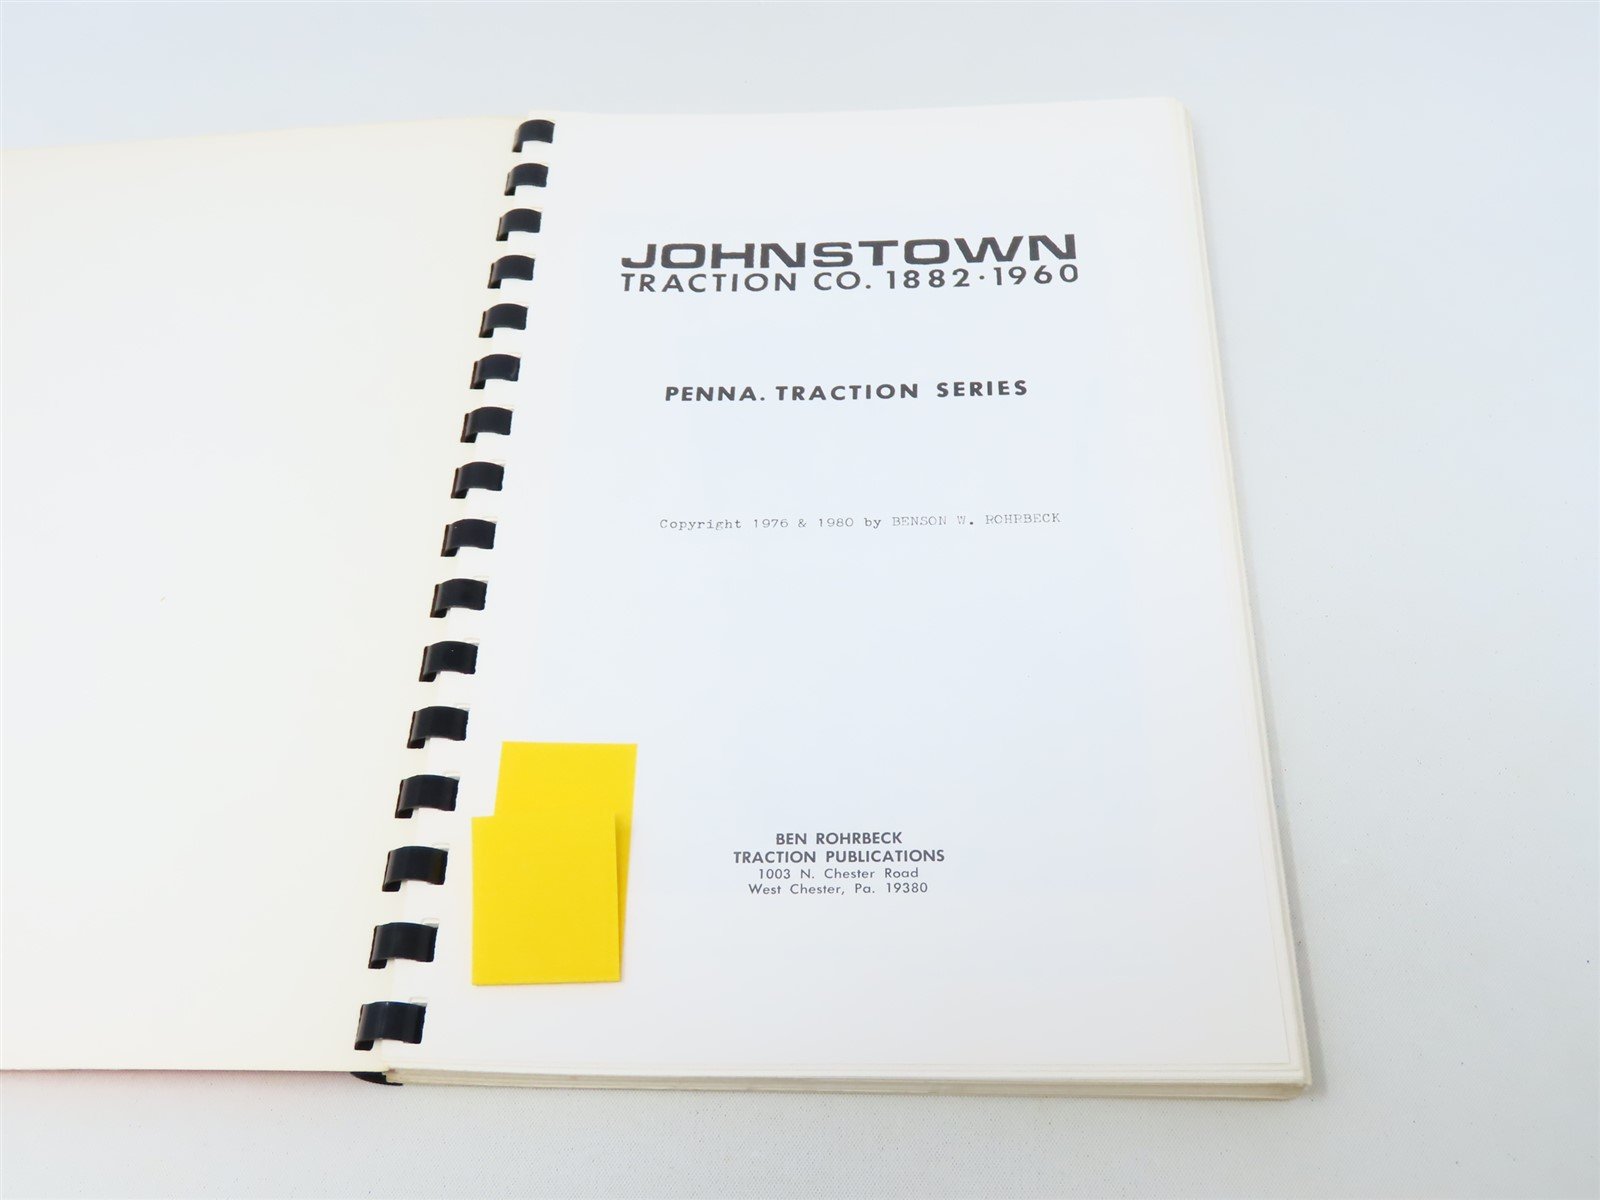 JOHNSTOWN
TRACTION CO. 1882·1960
PENNA. TRACTION SERIES
Copyright 1976 & 1980 by BENSON W. ROHRBECK
BEN ROHRBECK
TRACTION PUBLICATIONS
1003 N. Chester Road
West Chester, Pa. 19380